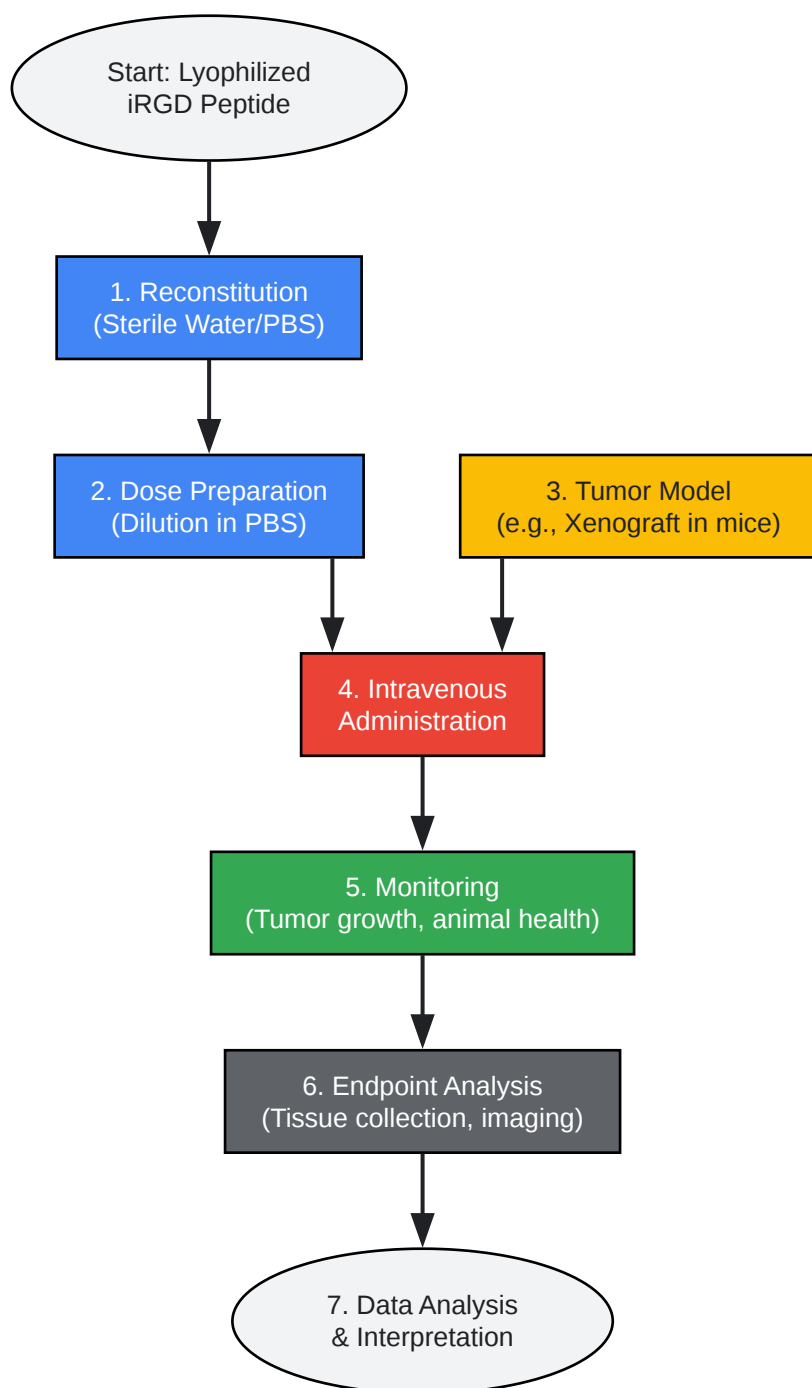 Start: Lyophilized
iRGD Peptide
1. Reconstitution
(Sterile Water/PBS)
2. Dose Preparation
(Dilution in PBS)
3. Tumor Model
(e.g., Xenograft in mice)
4. Intravenous
Administration
5. Monitoring
(Tumor growth, animal health)
6. Endpoint Analysis
(Tissue collection, imaging)
7. Data Analysis
& Interpretation